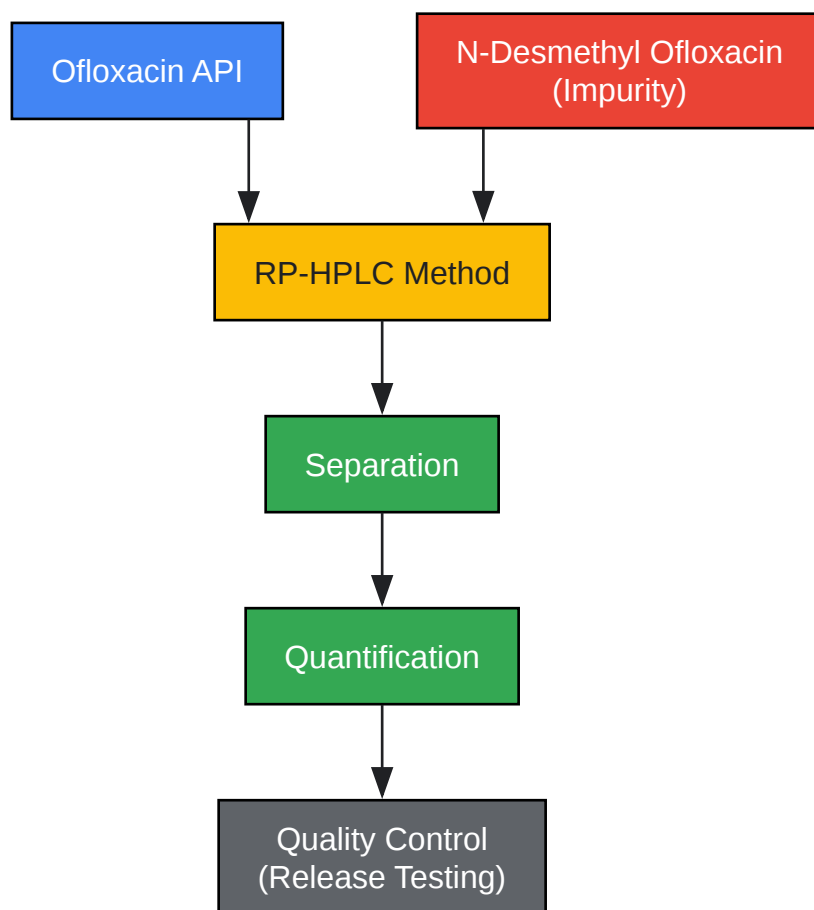 Ofloxacin API
N-Desmethyl Ofloxacin
(Impurity)
RP-HPLC Method
Separation
Quantification
Quality Control
(Release Testing)